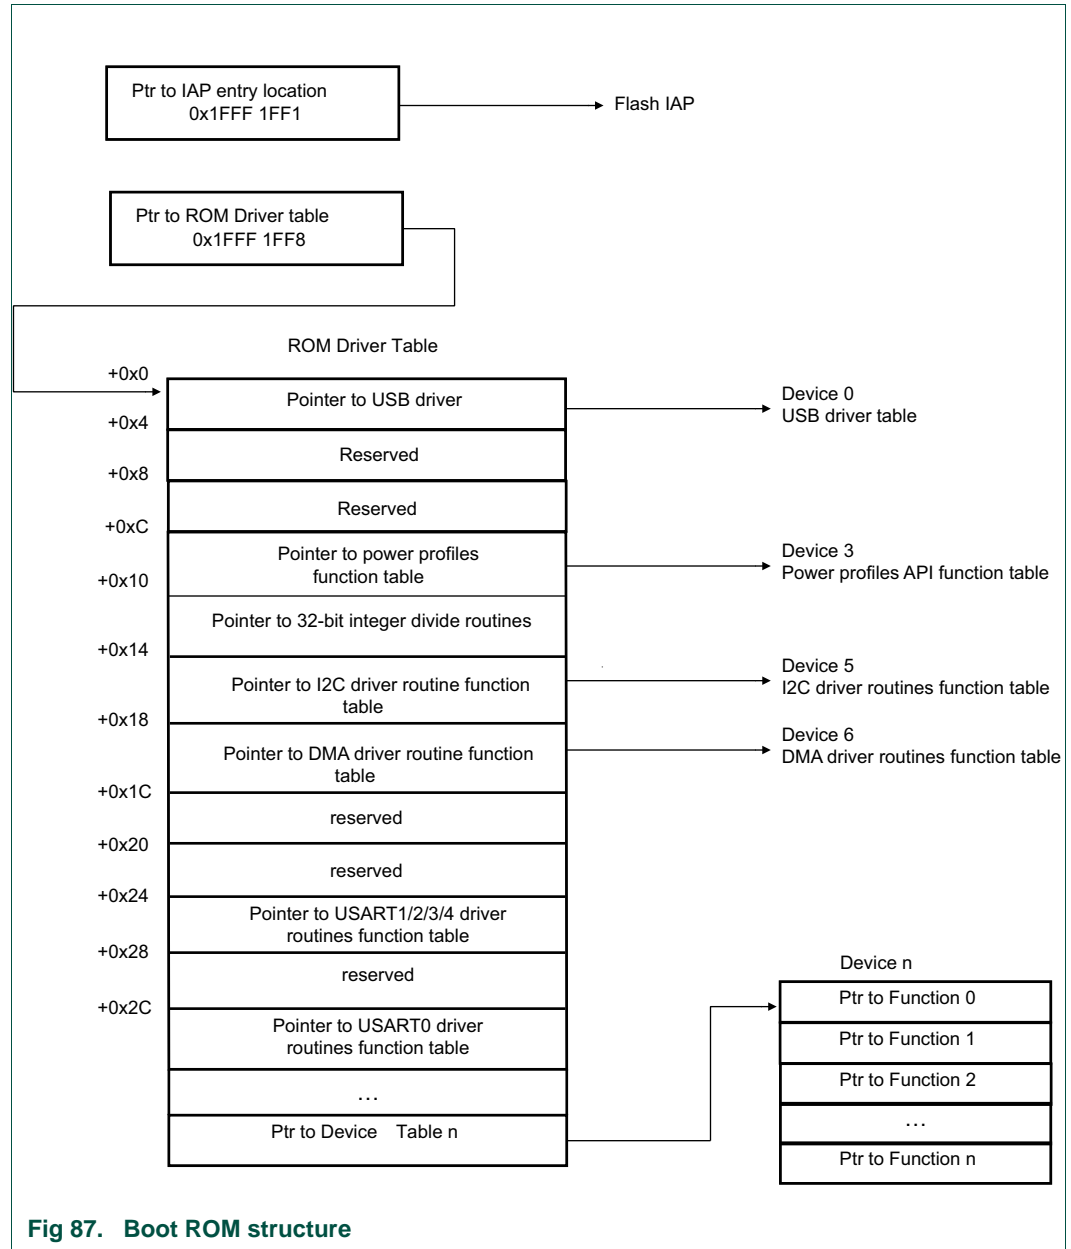 Ptr to IAP entry location
0x1FFF 1FF1
Flash IAP
Ptr to ROM Driver table
0x1FFF 1FF8
ROM Driver Table
+0x0
Pointer to USB driver
Device 0
USB driver table
+0x4
Reserved
+0x8
Reserved
+0xC
Pointer to power profiles
function table
Device 3
Power profiles API function table
+0x10
Pointer to 32-bit integer divide routines
+0x14
Pointer to I2C driver routine function
table
Device 5
I2C driver routines function table
+0x18
Pointer to DMA driver routine function
table
Device 6
DMA driver routines function table
+0x1C
reserved
+0x20
reserved
+0x24
Pointer to USART1/2/3/4 driver
routines function table
+0x28
reserved
+0x2C
Pointer to USART0 driver
routines function table
…
Ptr to Device Table n
Device n
Ptr to Function 0
Ptr to Function 1
Ptr to Function 2
…
Ptr to Function n
Fig 87. Boot ROM structure